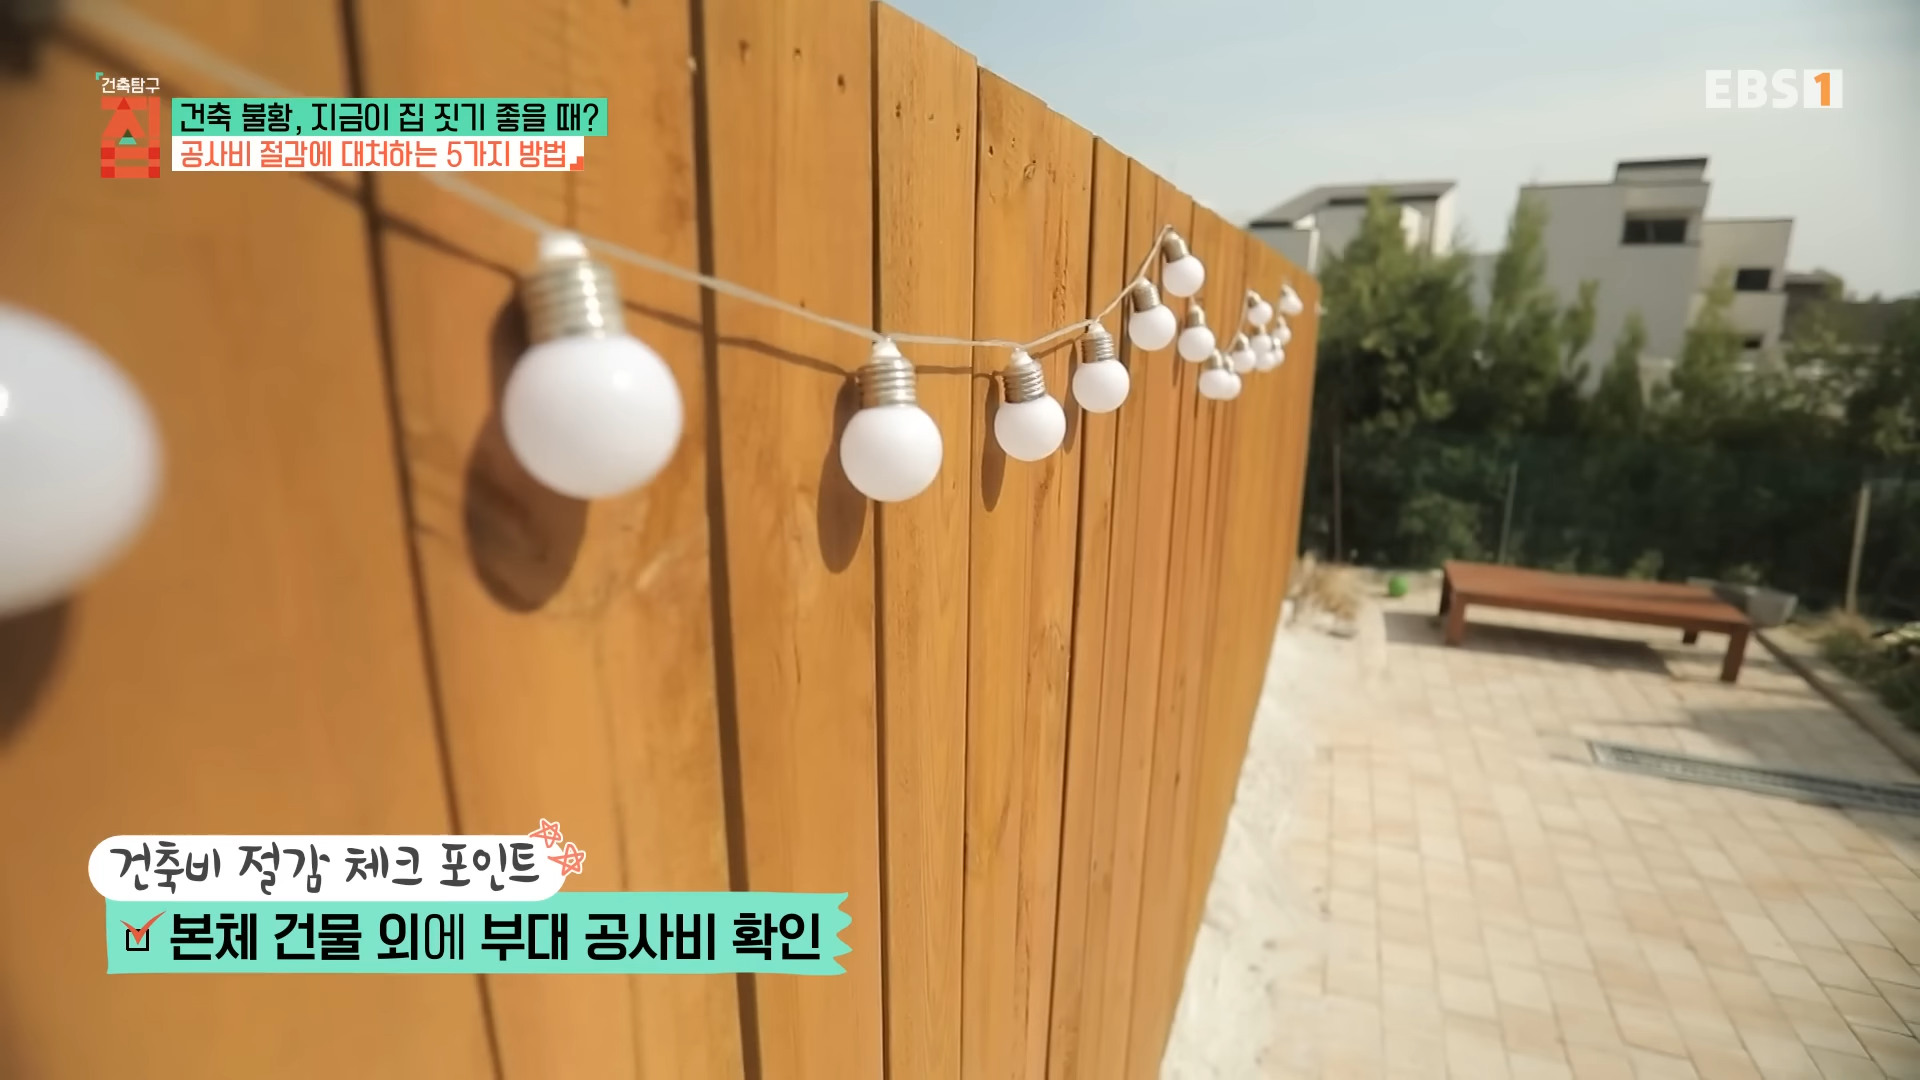 건축탐구
집
건축 불황, 지금이 집 짓기 좋을 때?
공사비 절감에 대처하는 5가지 방법
EBS1
건축비 절감 체크 포인트
본체 건물 외에 부대 공사비 확인